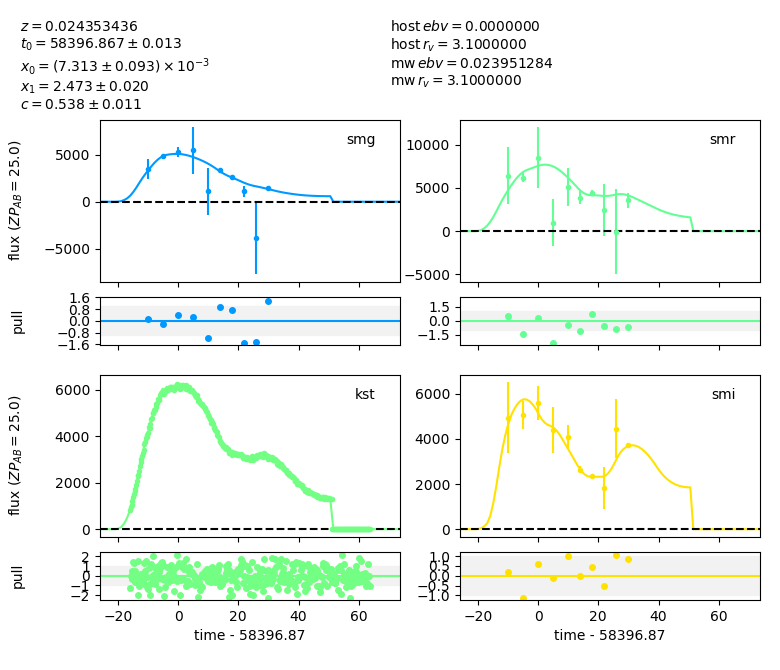 z = 0.024353436
t₀ = 58396.867 ± 0.013
x₀ = (7.313 ± 0.093) × 10⁻³
x₁ = 2.473 ± 0.020
c = 0.538 ± 0.011
host ebv = 0.0000000
host r_v = 3.1000000
mw ebv = 0.023951284
mw r_v = 3.1000000
flux (ZP_AB = 25.0)
smg
5000
0
−5000
smr
10000
5000
0
−5000
pull
1.6
0.8
0.0
−0.8
−1.6
1.5
0.0
−1.5
flux (ZP_AB = 25.0)
kst
6000
4000
2000
0
smi
6000
4000
2000
0
pull
2
1
0
−1
−2
1.0
0.5
0.0
−0.5
−1.0
−20 0 20 40 60
−20 0 20 40 60
time - 58396.87
time - 58396.87